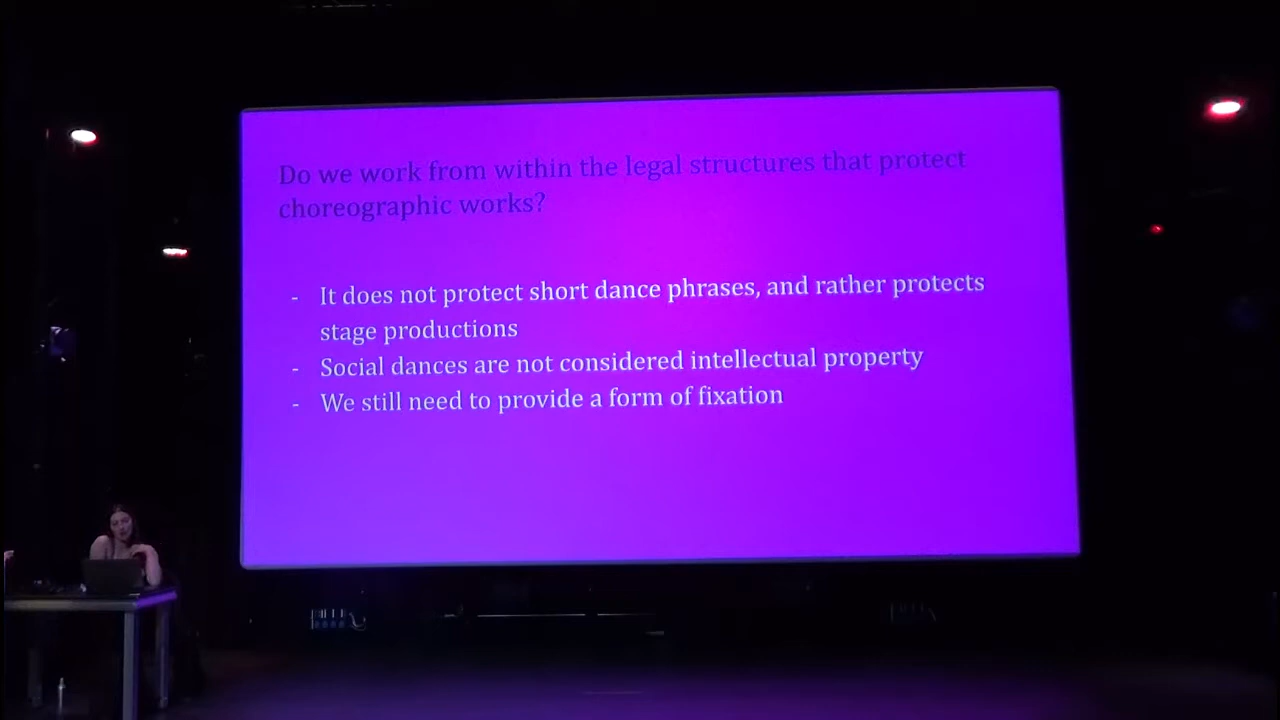 Do we work from within the legal structures that protect
choreographic works?
- It does not protect short dance phrases, and rather protects
stage productions
- Social dances are not considered intellectual property
- We still need to provide a form of fixation